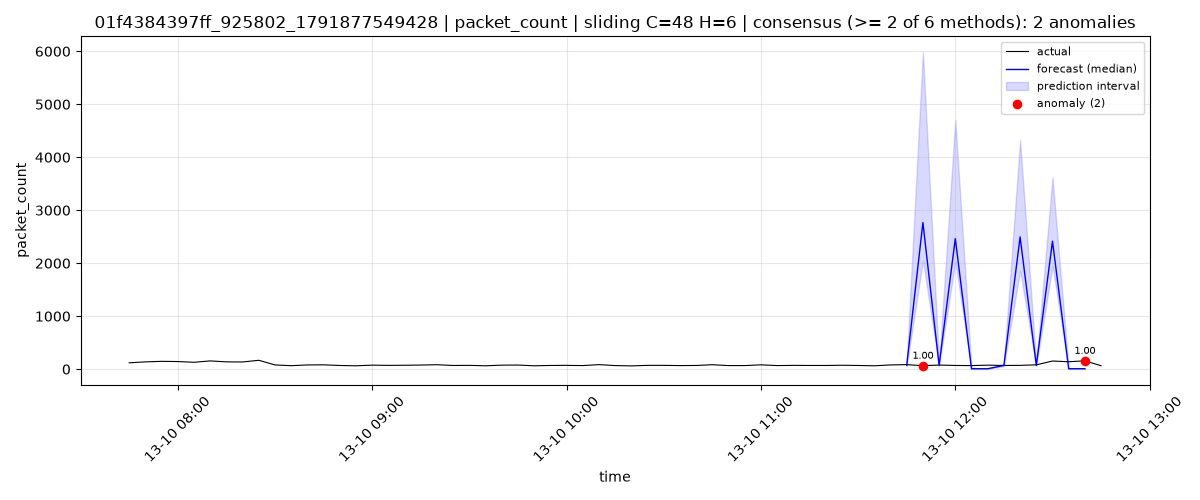 01f4384397ff_925802_1791877549428 | packet_count | sliding C=48 H=6 | consensus (>= 2 of 6 methods): 2 anomalies
packet_count
6000
5000
4000
3000
2000
1000
0
actual
forecast (median)
prediction interval
anomaly (2)
1.00
1.00
13-10 08:00
13-10 09:00
13-10 10:00
13-10 11:00
13-10 12:00
13-10 13:00
time